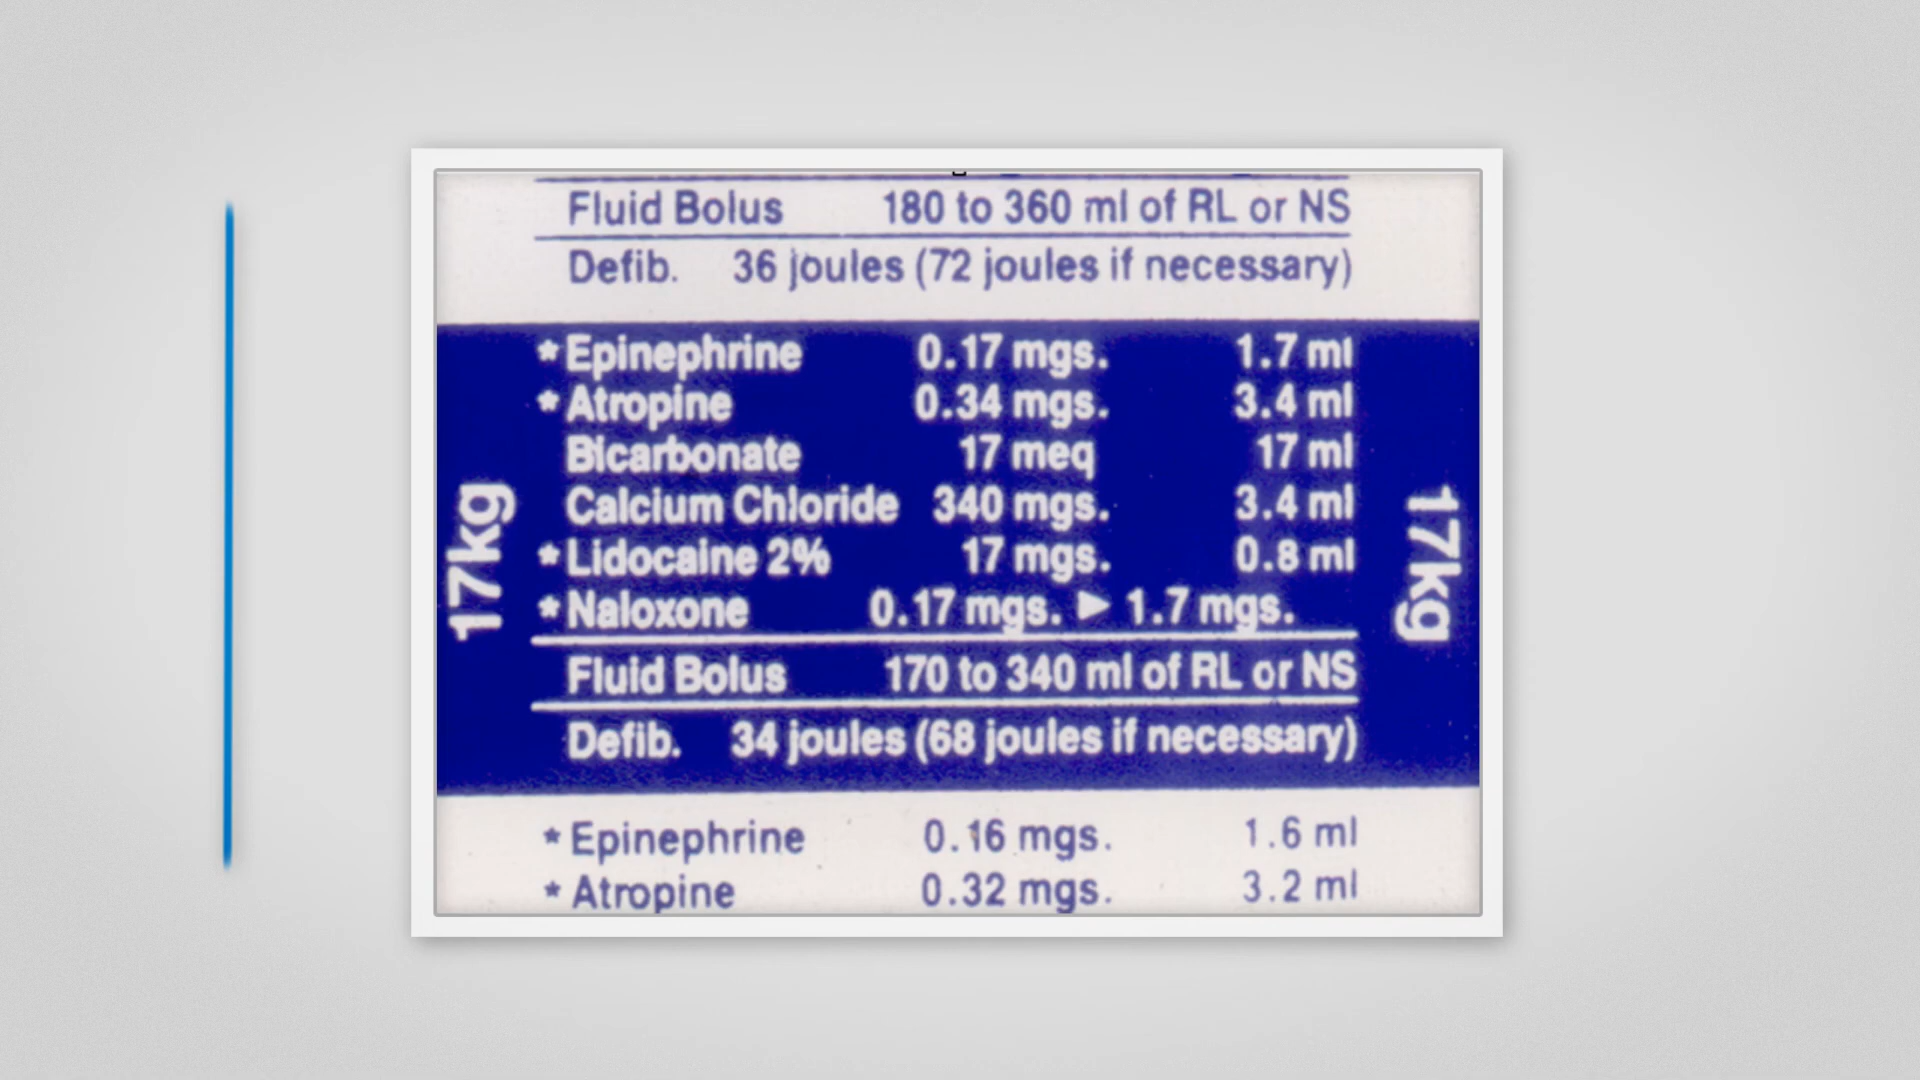 Fluid Bolus 180 to 360 ml of RL or NS
Defib. 36 joules (72 joules if necessary)
17kg
* Epinephrine 0.17 mgs. 1.7 ml
* Atropine 0.34 mgs. 3.4 ml
Bicarbonate 17 meq 17 ml
Calcium Chloride 340 mgs. 3.4 ml
* Lidocaine 2% 17 mgs. 0.8 ml
* Naloxone 0.17 mgs. ▶ 1.7 mgs.
Fluid Bolus 170 to 340 ml of RL or NS
Defib. 34 joules (68 joules if necessary)
17kg
* Epinephrine 0.16 mgs. 1.6 ml
* Atropine 0.32 mgs. 3.2 ml